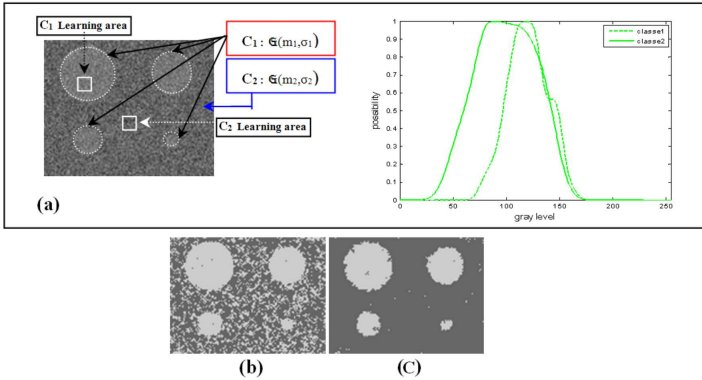 C1 Learning area
C1 : G(m1,σ1)
C2 : G(m2,σ2)
C2 Learning area
(a)
classe1
classe2
possibility
1
0.9
0.8
0.7
0.6
0.5
0.4
0.3
0.2
0.1
0
0 50 100 150 200 250
gray level
(b) (C)